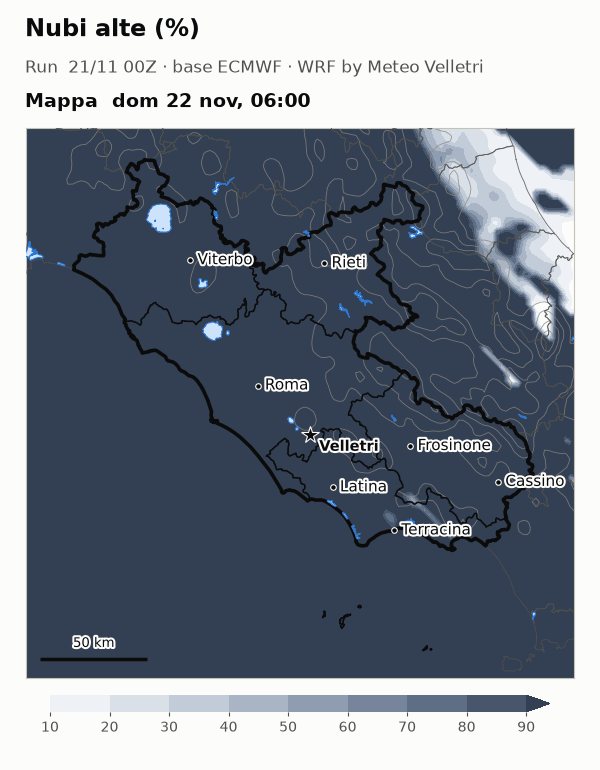 Nubi alte (%)
Run 21/11 00Z · base ECMWF · WRF by Meteo Velletri
Mappa dom 22 nov, 06:00
Viterbo
Rieti
Roma
Velletri
Frosinone
Latina
Cassino
Terracina
50 km
10 20 30 40 50 60 70 80 90